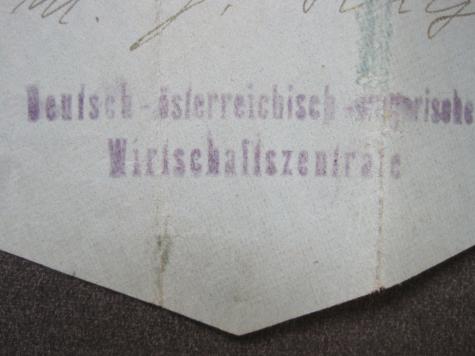 m. J.
Deutsch-österreichisch-ungarische
Wirtschaftszentrale